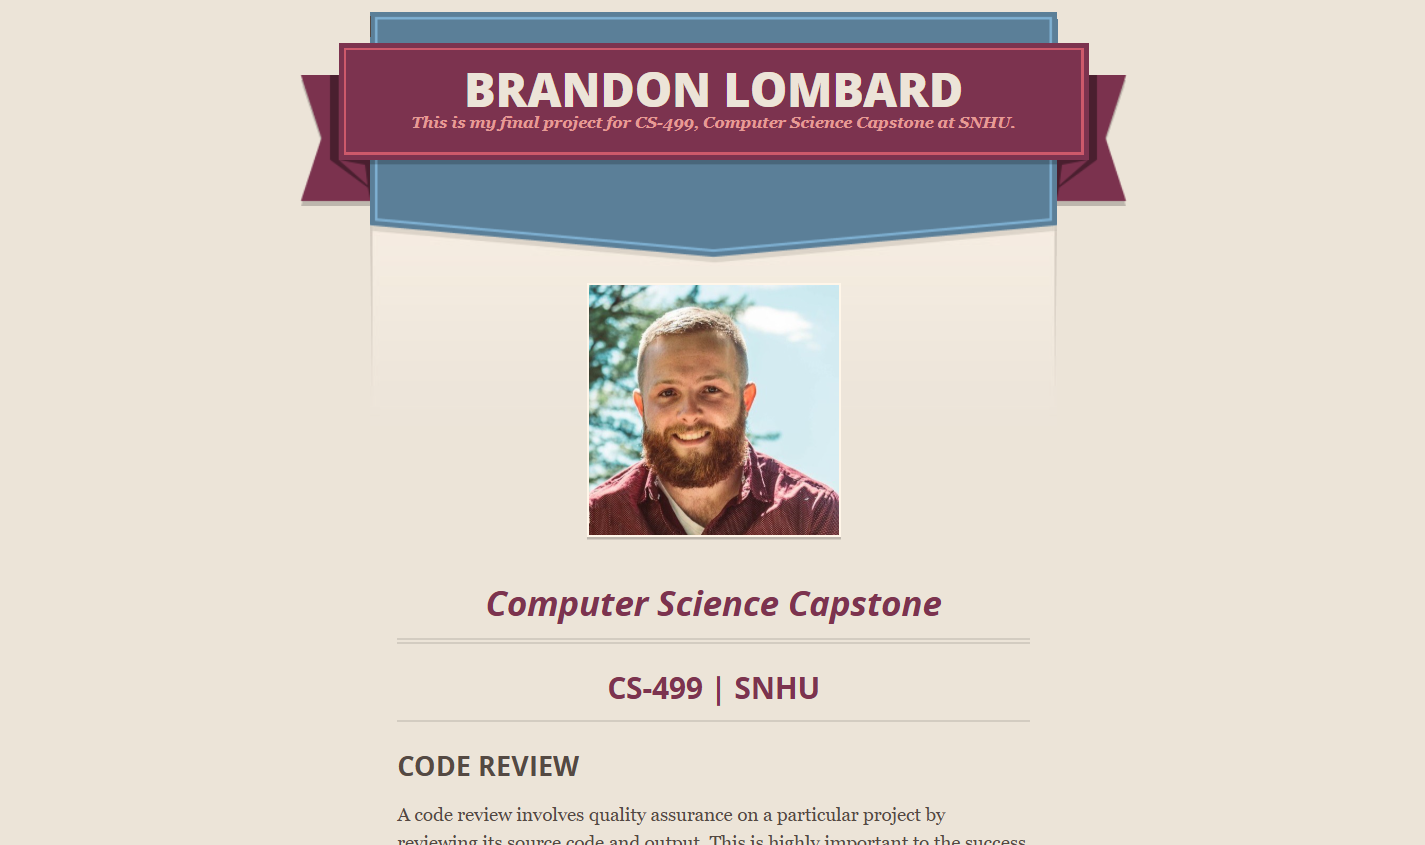 BRANDON LOMBARD
This is my final project for CS-499, Computer Science Capstone at SNHU.
Computer Science Capstone
CS-499 | SNHU
CODE REVIEW
A code review involves quality assurance on a particular project by
reviewing its source code and output. This is highly important to the success